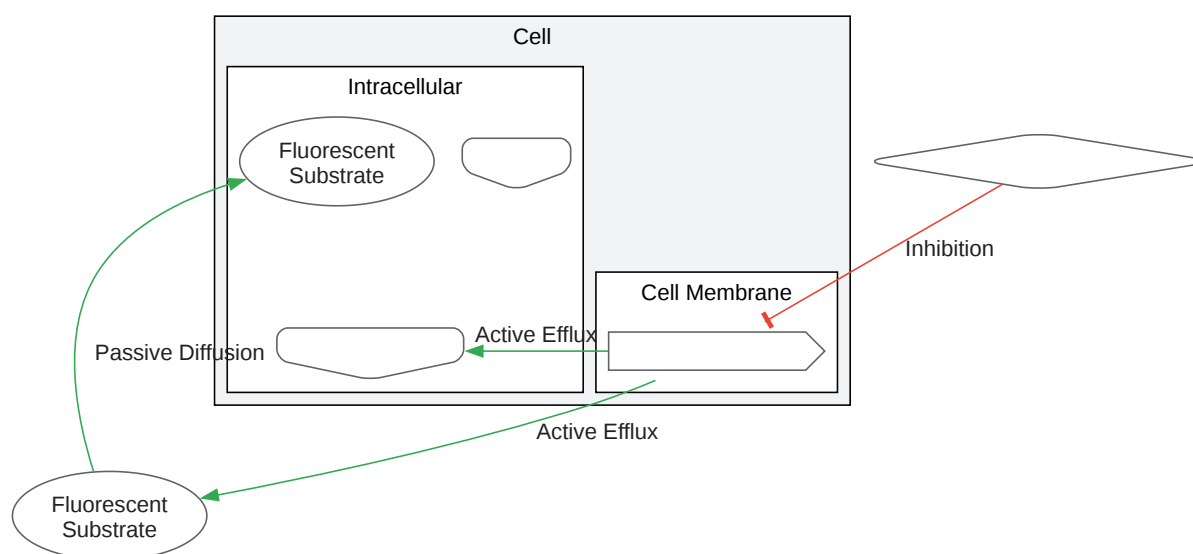 Cell
Intracellular
Fluorescent
Substrate
Inhibition
Cell Membrane
Active Efflux
Passive Diffusion
Active Efflux
Fluorescent
Substrate